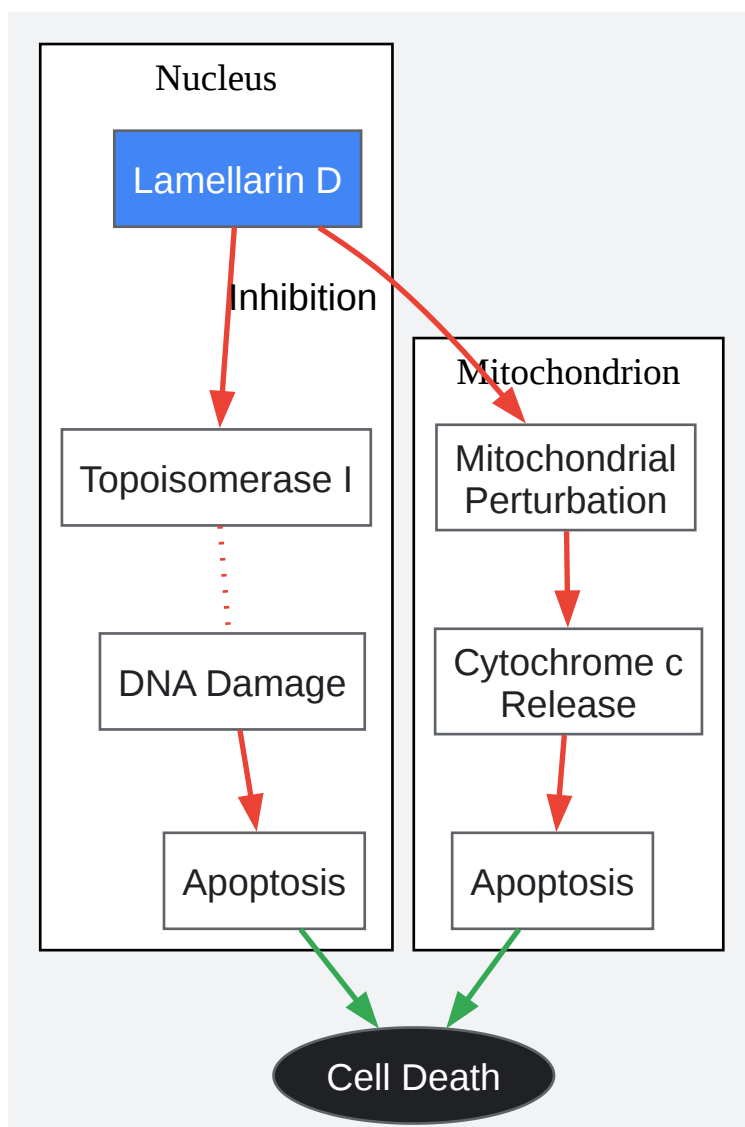 Nucleus
Lamellarin D
Inhibition
Topoisomerase I
DNA Damage
Apoptosis
Mitochondrion
Mitochondrial
Perturbation
Cytochrome c
Release
Apoptosis
Cell Death